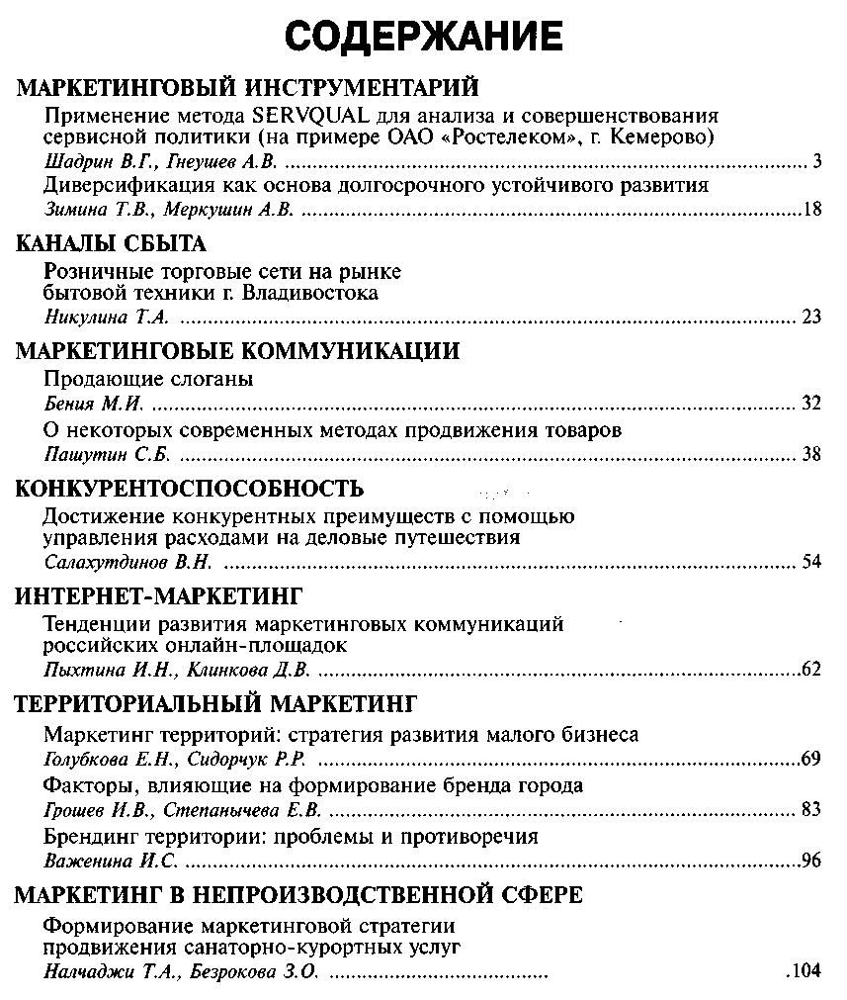 СОДЕРЖАНИЕ
МАРКЕТИНГОВЫЙ ИНСТРУМЕНТАРИЙ
Применение метода SERVQUAL для анализа и совершенствования
сервисной политики (на примере ОАО «Ростелеком», г. Кемерово)
Шадрин В.Г., Гнеушев А.В. ........................................ 3
Диверсификация как основа долгосрочного устойчивого развития
Зимина Т.В., Меркушин А.В. ........................................18
КАНАЛЫ СБЫТА
Розничные торговые сети на рынке
бытовой техники г. Владивостока
Никулина Т.А. ........................................ 23
МАРКЕТИНГОВЫЕ КОММУНИКАЦИИ
Продающие слоганы
Бения М.И. ........................................ 32
О некоторых современных методах продвижения товаров
Пашутин С.Б. ........................................ 38
КОНКУРЕНТОСПОСОБНОСТЬ
Достижение конкурентных преимуществ с помощью
управления расходами на деловые путешествия
Салахутдинов В.Н. ........................................ 54
ИНТЕРНЕТ-МАРКЕТИНГ
Тенденции развития маркетинговых коммуникаций
российских онлайн-площадок
Пыхтина И.Н., Клинкова Д.В. ........................................62
ТЕРРИТОРИАЛЬНЫЙ МАРКЕТИНГ
Маркетинг территорий: стратегия развития малого бизнеса
Голубкова Е.Н., Сидорчук Р.Р. ........................................69
Факторы, влияющие на формирование бренда города
Грошев И.В., Степанычева Е.В. ........................................ 83
Брендинг территории: проблемы и противоречия
Важенина И.С. ........................................96
МАРКЕТИНГ В НЕПРОИЗВОДСТВЕННОЙ СФЕРЕ
Формирование маркетинговой стратегии
продвижения санаторно-курортных услуг
Налчаджи Т.А., Безрокова З.О. ........................................ .104